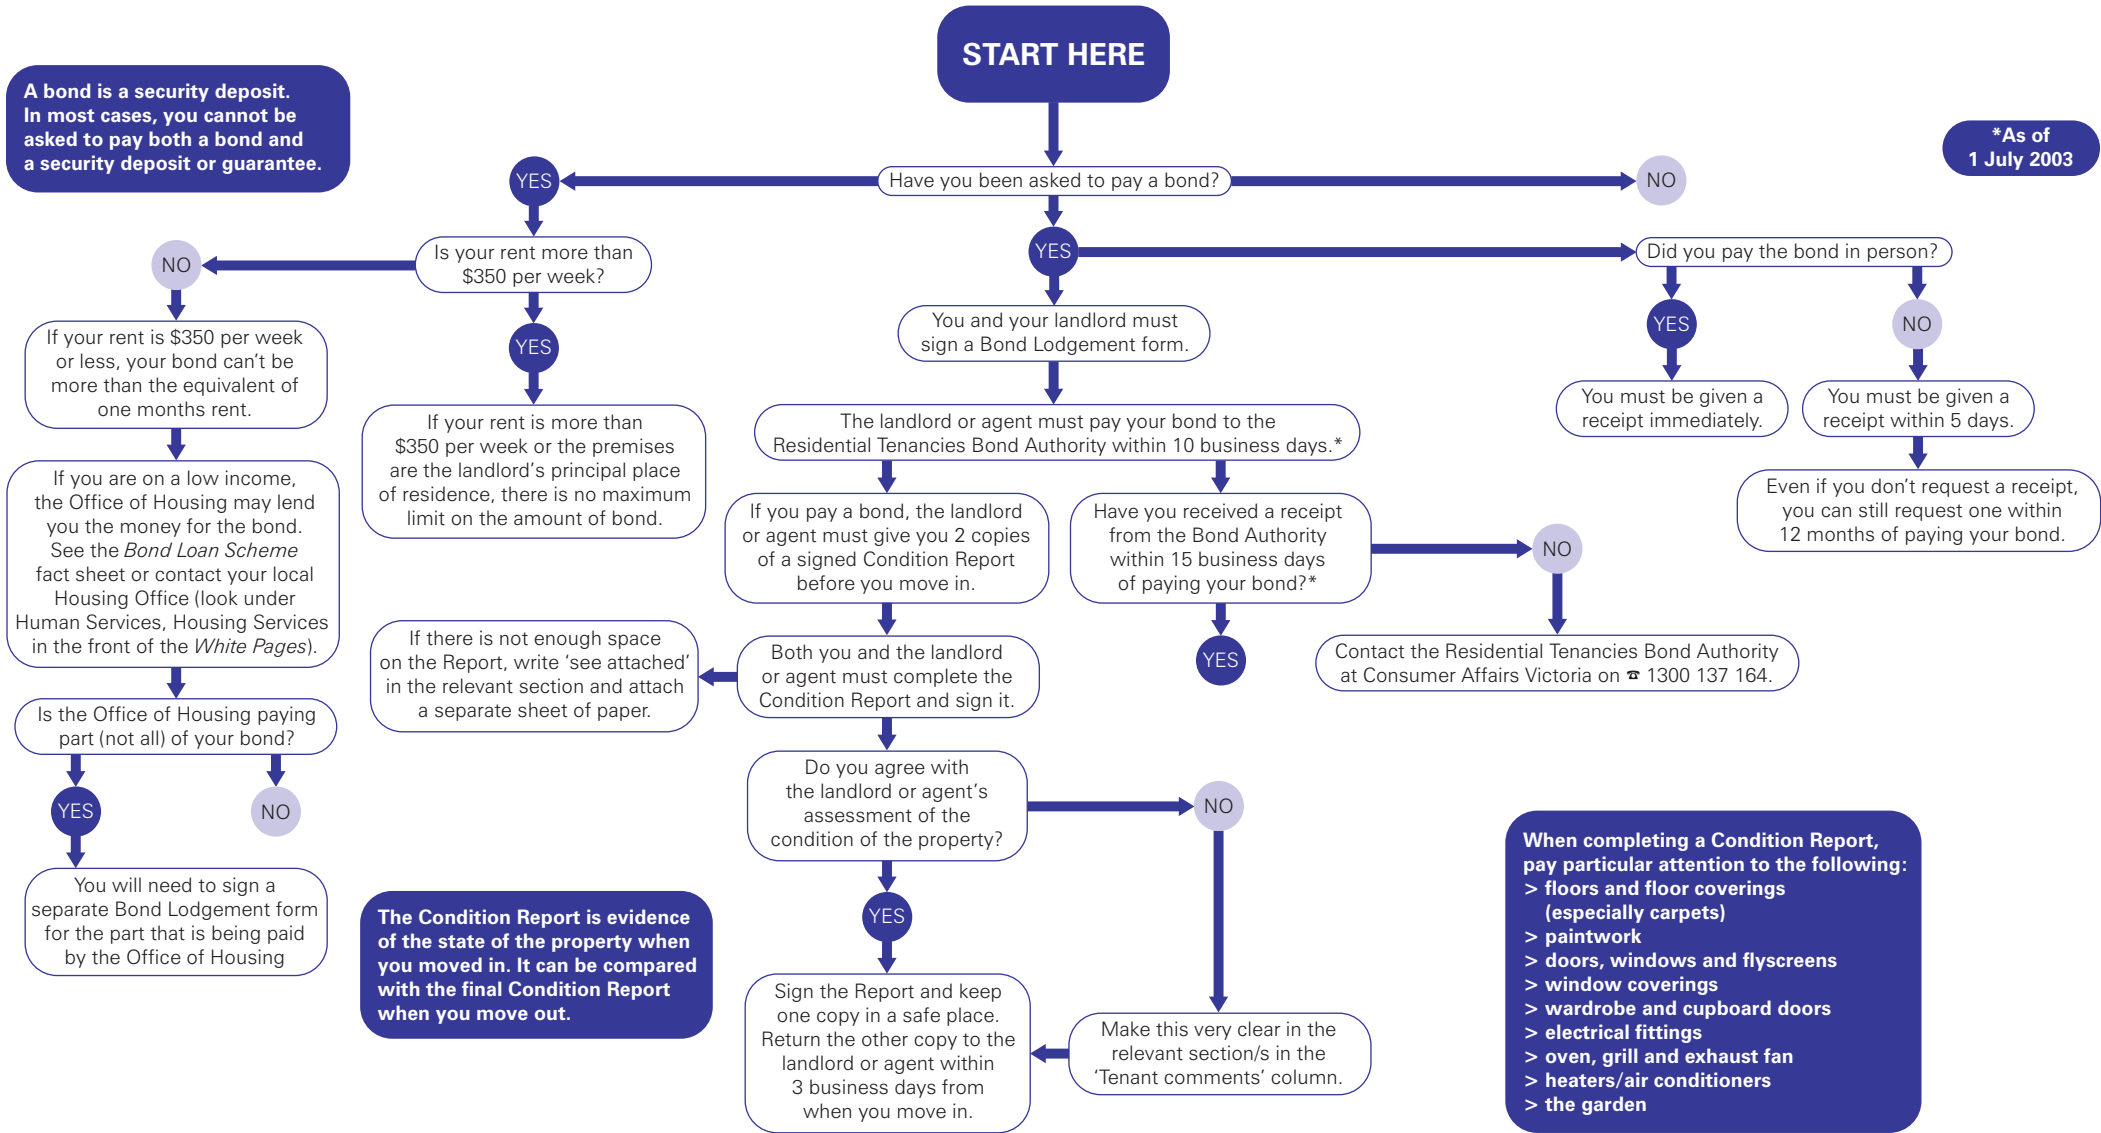 START HERE
A bond is a security deposit.
In most cases, you cannot be
asked to pay both a bond and
a security deposit or guarantee.
*As of
1 July 2003
Have you been asked to pay a bond?
YES
NO
YES
Is your rent more than
$350 per week?
NO
YES
If your rent is $350 per week
or less, your bond can't be
more than the equivalent of
one months rent.
If your rent is more than
$350 per week or the premises
are the landlord's principal place
of residence, there is no maximum
limit on the amount of bond.
If you are on a low income,
the Office of Housing may lend
you the money for the bond.
See the Bond Loan Scheme
fact sheet or contact your local
Housing Office (look under
Human Services, Housing Services
in the front of the White Pages).
Is the Office of Housing paying
part (not all) of your bond?
YES
NO
You will need to sign a
separate Bond Lodgement form
for the part that is being paid
by the Office of Housing
You and your landlord must
sign a Bond Lodgement form.
The landlord or agent must pay your bond to the
Residential Tenancies Bond Authority within 10 business days.*
If you pay a bond, the landlord
or agent must give you 2 copies
of a signed Condition Report
before you move in.
Both you and the landlord
or agent must complete the
Condition Report and sign it.
If there is not enough space
on the Report, write ‘see attached’
in the relevant section and attach
a separate sheet of paper.
Do you agree with
the landlord or agent's
assessment of the
condition of the property?
YES
NO
Sign the Report and keep
one copy in a safe place.
Return the other copy to the
landlord or agent within
3 business days from
when you move in.
Make this very clear in the
relevant section/s in the
‘Tenant comments’ column.
The Condition Report is evidence
of the state of the property when
you moved in. It can be compared
with the final Condition Report
when you move out.
Have you received a receipt
from the Bond Authority
within 15 business days
of paying your bond?*
YES
NO
Contact the Residential Tenancies Bond Authority
at Consumer Affairs Victoria on ☎ 1300 137 164.
Did you pay the bond in person?
YES
NO
You must be given a
receipt immediately.
You must be given a
receipt within 5 days.
Even if you don't request a receipt,
you can still request one within
12 months of paying your bond.
When completing a Condition Report,
pay particular attention to the following:
> floors and floor coverings
(especially carpets)
> paintwork
> doors, windows and flyscreens
> window coverings
> wardrobe and cupboard doors
> electrical fittings
> oven, grill and exhaust fan
> heaters/air conditioners
> the garden